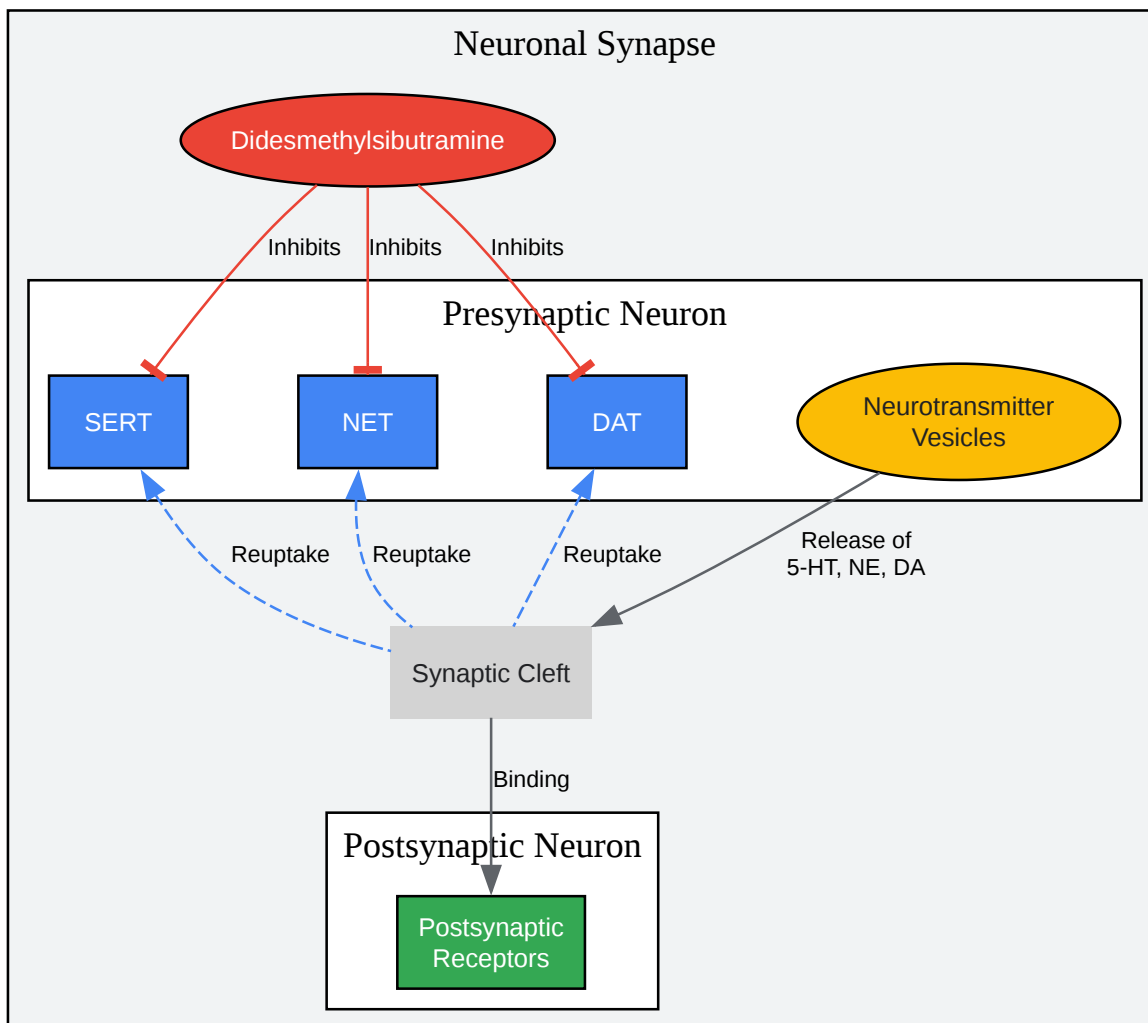 Neuronal Synapse
Didesmethylsibutramine
Inhibits
Inhibits
Inhibits
Presynaptic Neuron
SERT
NET
DAT
Neurotransmitter
Vesicles
Reuptake
Reuptake
Reuptake
Release of
5-HT, NE, DA
Synaptic Cleft
Binding
Postsynaptic Neuron
Postsynaptic
Receptors